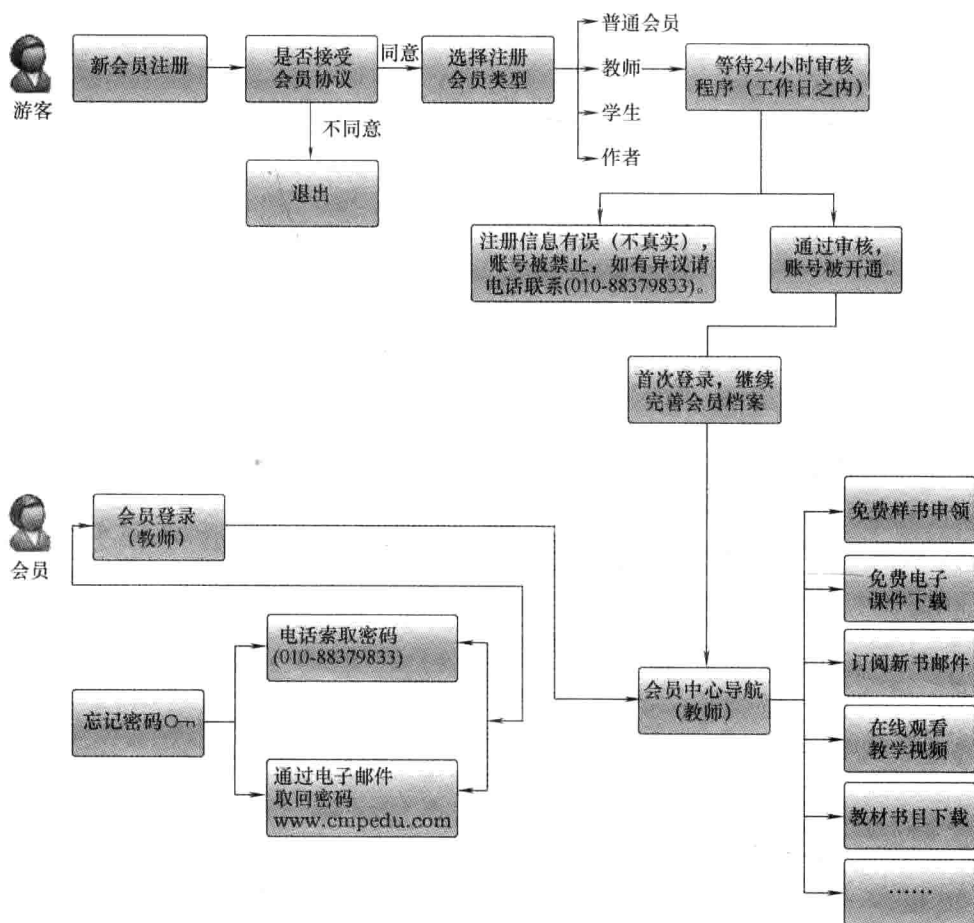 游客
新会员注册
是否接受
会员协议
同意
不同意
退出
选择注册
会员类型
普通会员
教师
学生
作者
等待24小时审核
程序（工作日之内）
注册信息有误（不真实），
账号被禁止，如有异议请
电话联系(010-88379833)。
通过审核，
账号被开通。
首次登录，继续
完善会员档案
会员
会员登录
（教师）
忘记密码
电话索取密码
(010-88379833)
通过电子邮件
取回密码
www.cmpedu.com
会员中心导航
（教师）
免费样书申领
免费电子
课件下载
订阅新书邮件
在线观看
教学视频
教材书目下载
……